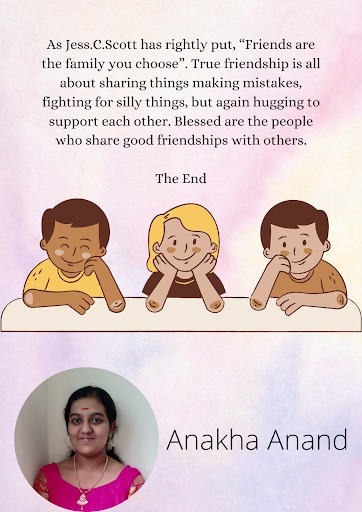 As Jess.C.Scott has rightly put, “Friends are
the family you choose”. True friendship is all
about sharing things making mistakes,
fighting for silly things, but again hugging to
support each other. Blessed are the people
who share good friendships with others.
The End
Anakha Anand